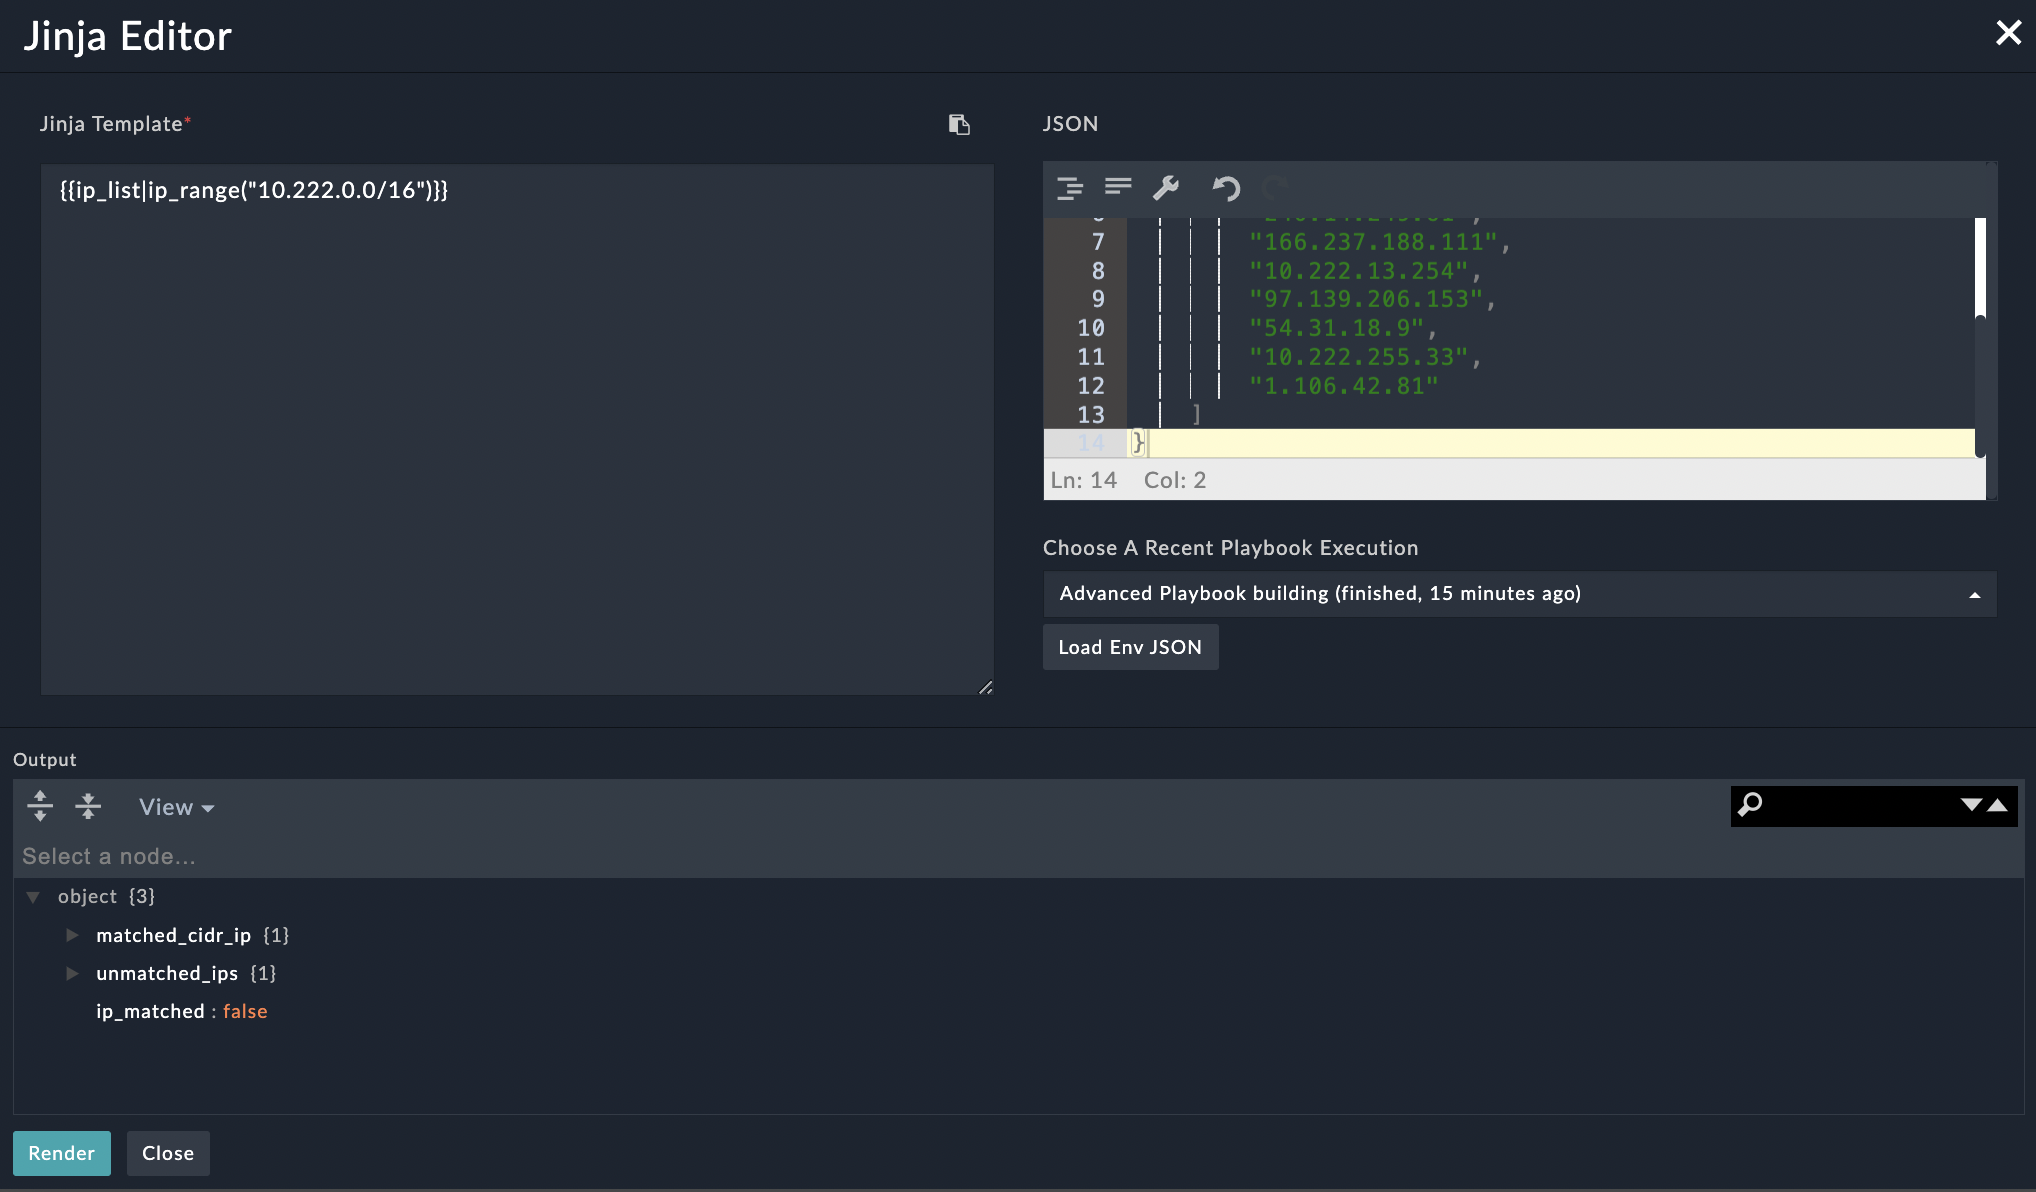 Jinja Editor
Jinja Template*
{{ip_list|ip_range("10.222.0.0/16")}}
JSON
7 "166.237.188.111",
8 "10.222.13.254",
9 "97.139.206.153",
10 "54.31.18.9",
11 "10.222.255.33",
12 "1.106.42.81"
13 ]
14 }
Ln: 14 Col: 2
Choose A Recent Playbook Execution
Advanced Playbook building (finished, 15 minutes ago)
Load Env JSON
Output
View
Select a node...
object {3}
matched_cidr_ip {1}
unmatched_ips {1}
ip_matched : false
Render
Close